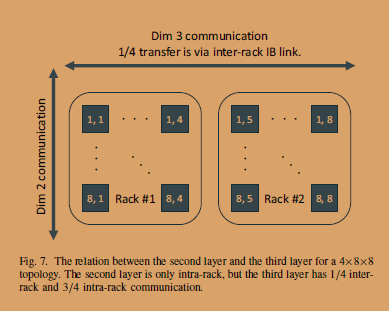 Dim 3 communication
1/4 transfer is via inter-rack IB link.
Dim 2 communication
1, 1 · · · 1, 4
1, 5 · · · 1, 8
8, 1 Rack #1 8, 4
8, 5 Rack #2 8, 8
Fig. 7. The relation between the second layer and the third layer for a 4×8×8
topology. The second layer is only intra-rack, but the third layer has 1/4 inter-
rack and 3/4 intra-rack communication.